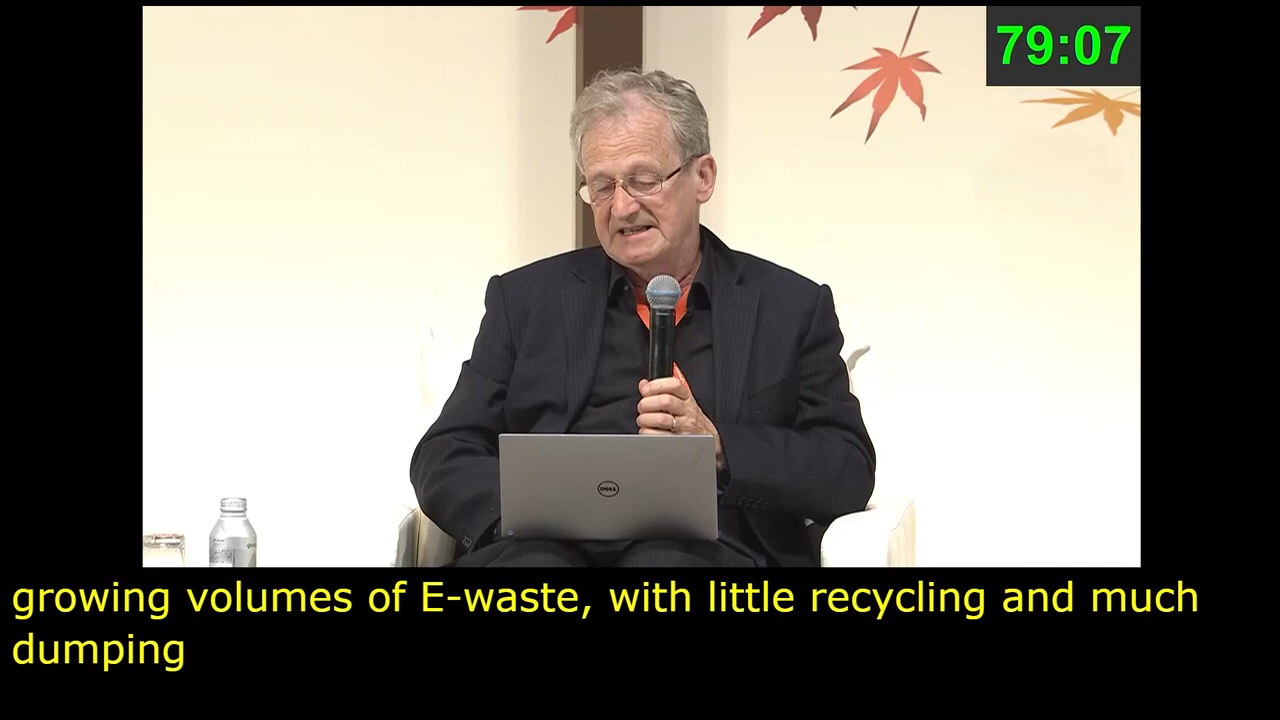 79:07
DELL
growing volumes of E-waste, with little recycling and much
dumping